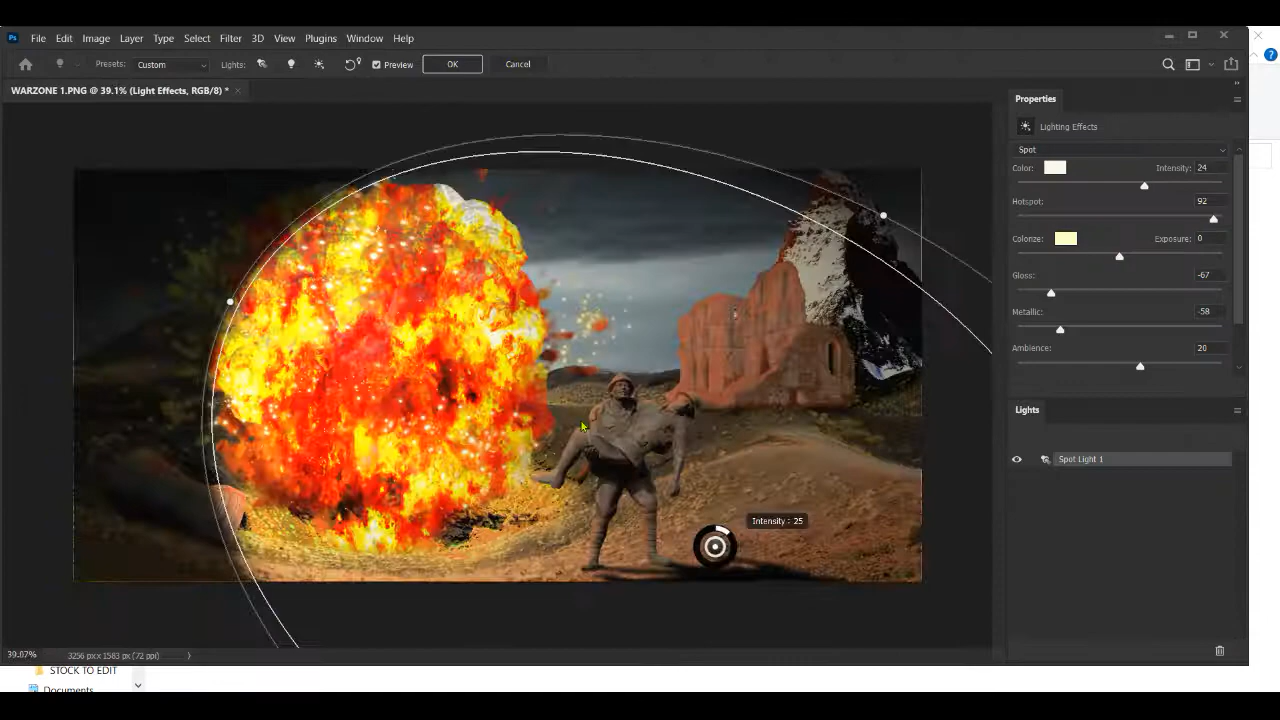 Ps File Edit Image Layer Type Select Filter 3D View Plugins Window Help
Presets: Custom Lights: Preview OK Cancel
WARZONE 1.PNG @ 39.1% (Light Effects, RGB/8) * ×
Properties
Lighting Effects
Spot
Color: Intensity: 24
Hotspot: 92
Colorize: Exposure: 0
Gloss: -67
Metallic: -58
Ambience: 20
Lights
Spot Light 1
Intensity : 25
39.07% 3256 px x 1583 px (72 ppi)
STOCK TO EDIT
Documents